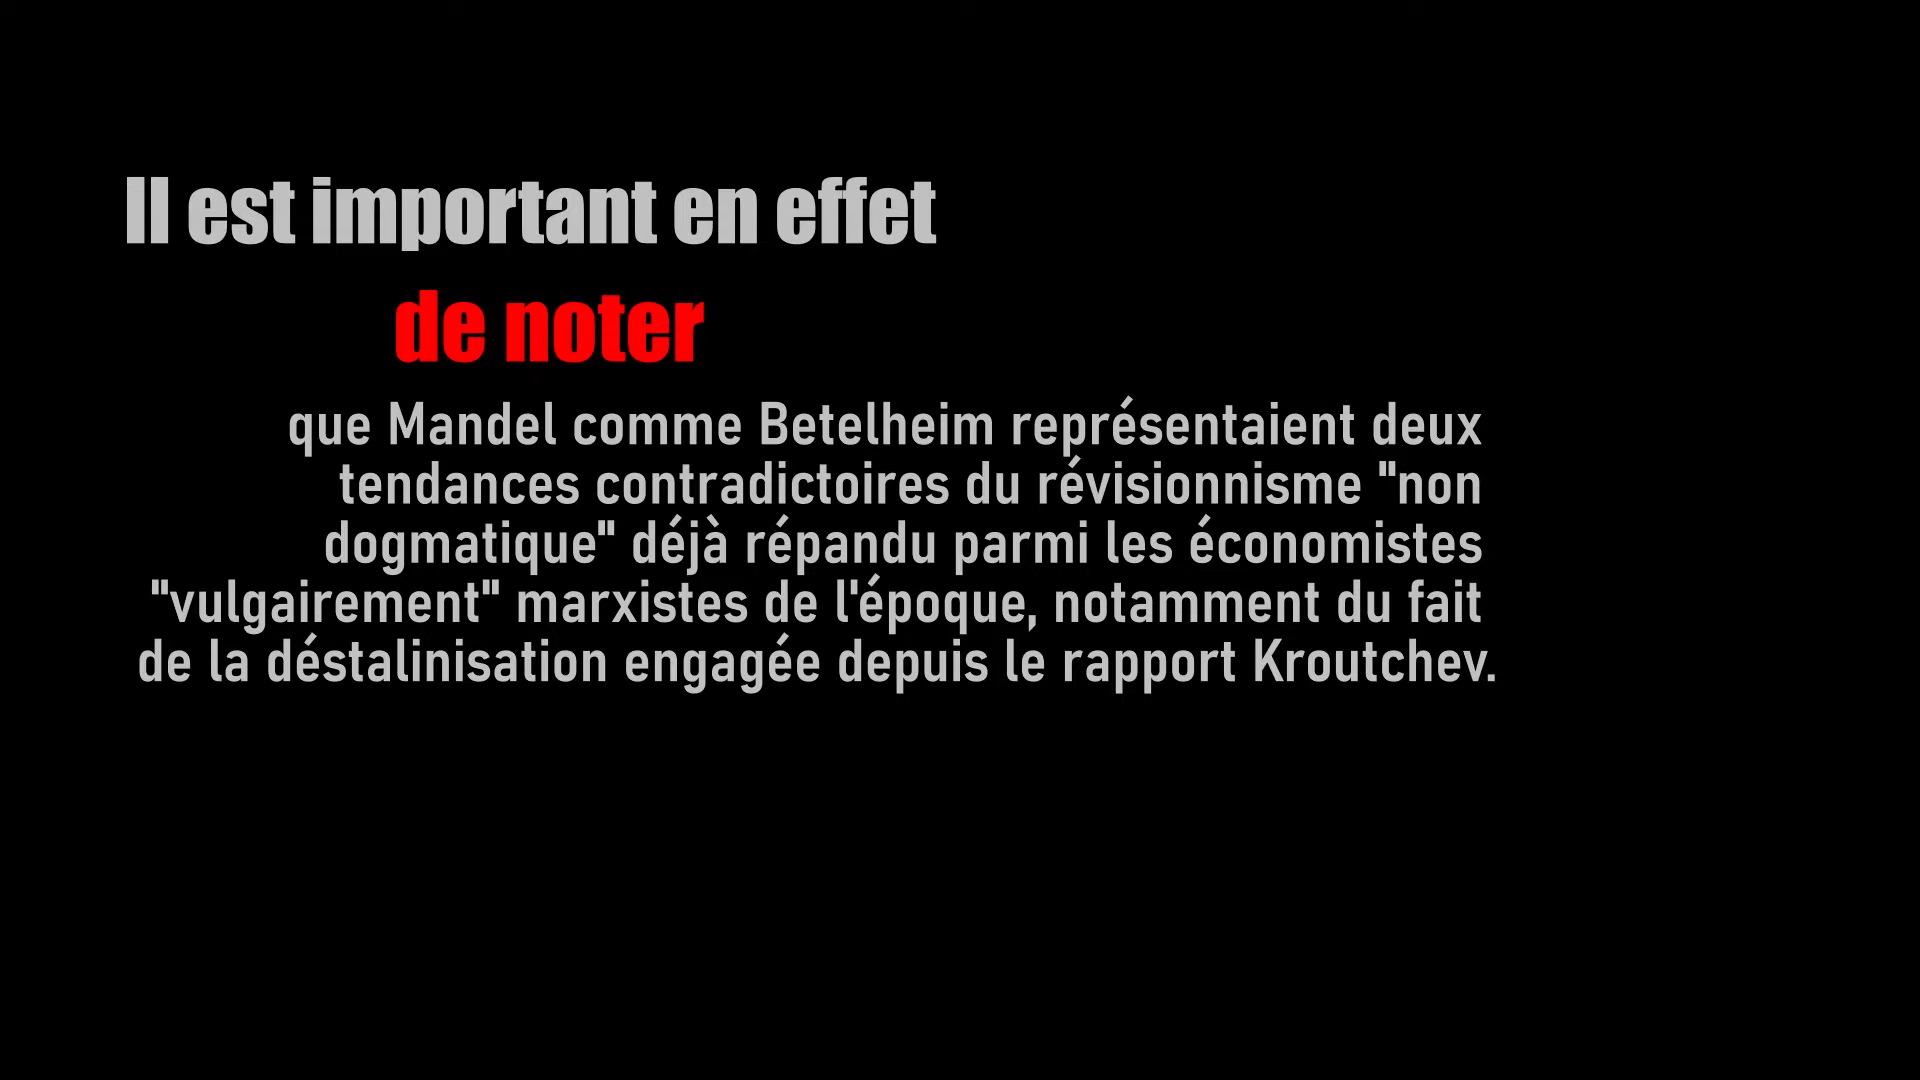 Il est important en effet
de noter
que Mandel comme Betelheim représentaient deux
tendances contradictoires du révisionnisme "non
dogmatique" déjà répandu parmi les économistes
"vulgairement" marxistes de l'époque, notamment du fait
de la déstalinisation engagée depuis le rapport Kroutchev.